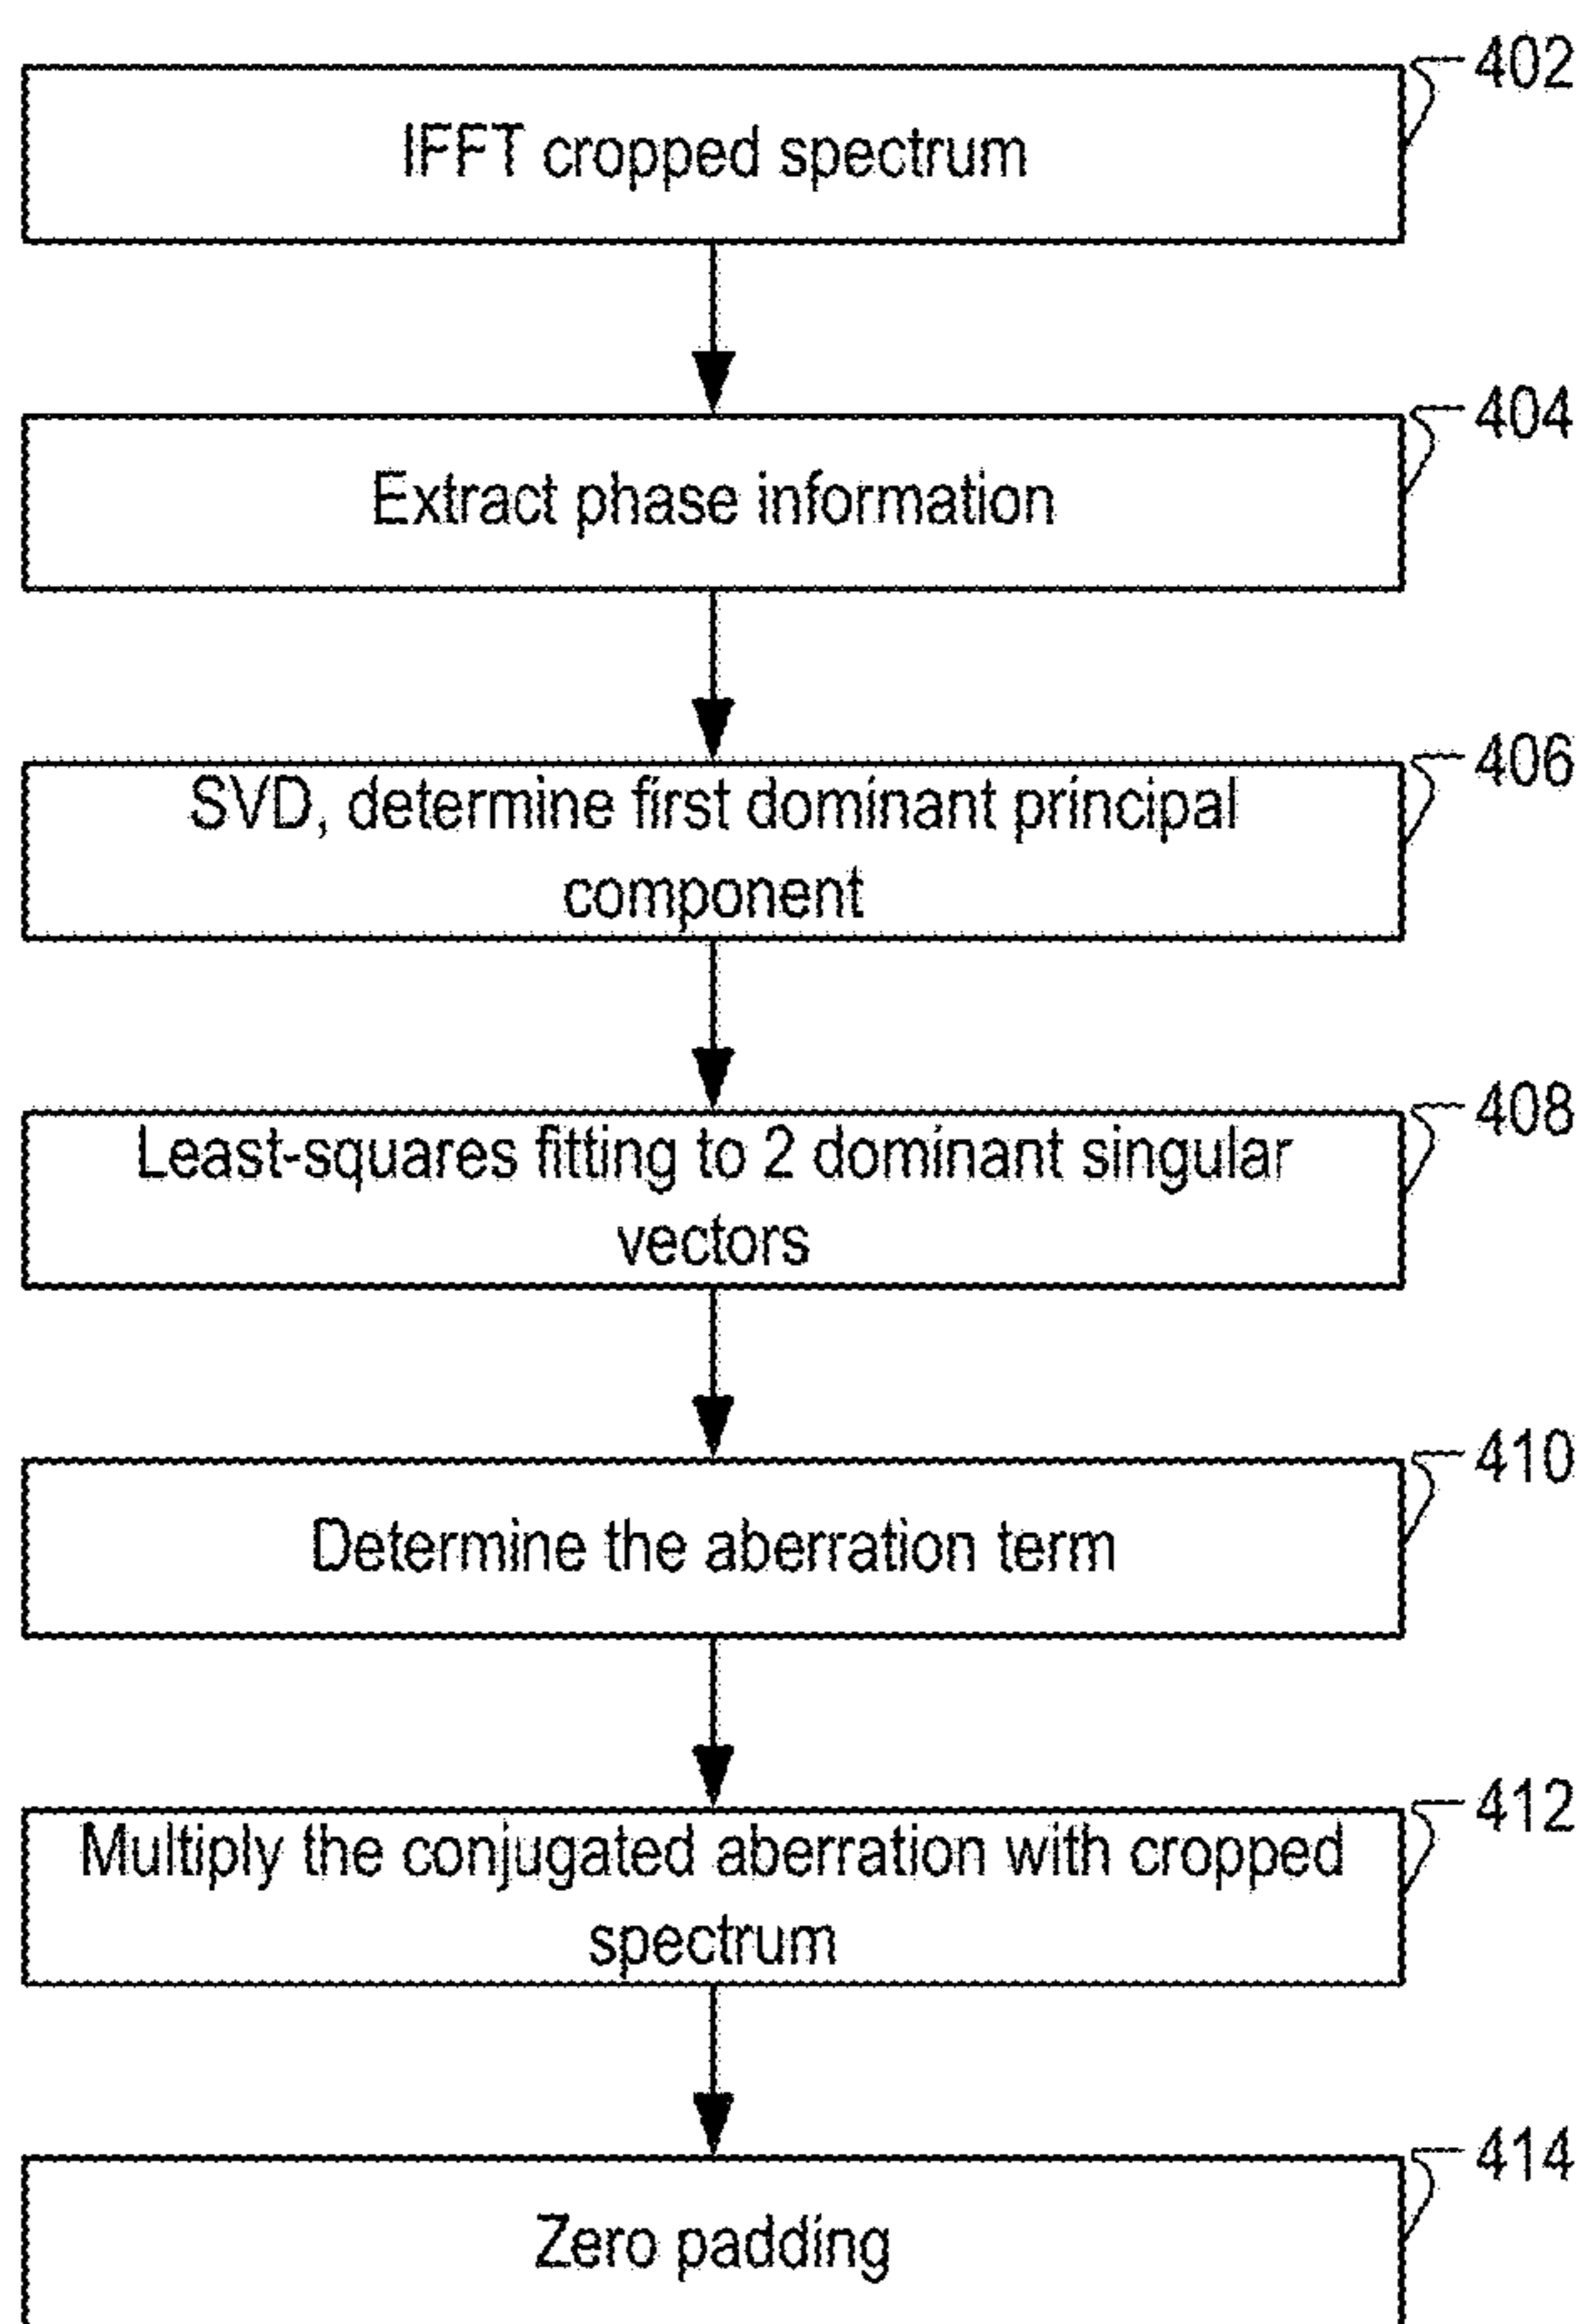 402
IFFT cropped spectrum
404
Extract phase information
406
SVD, determine first dominant principal
component
408
Least-squares fitting to 2 dominant singular
vectors
410
Determine the aberration term
412
Multiply the conjugated aberration with cropped
spectrum
414
Zero padding